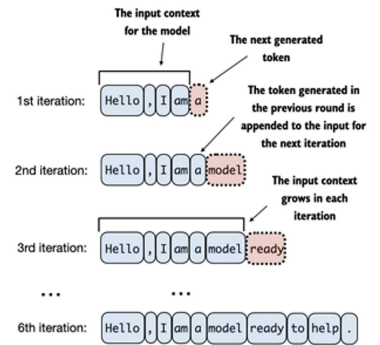 The input context
for the model
The next generated
token
1st iteration: Hello , I am a
The token generated in
the previous round is
appended to the input for
the next iteration
2nd iteration: Hello , I am a model
The input context
grows in each
iteration
3rd iteration: Hello , I am a model ready
... ...
6th iteration: Hello , I am a model ready to help .